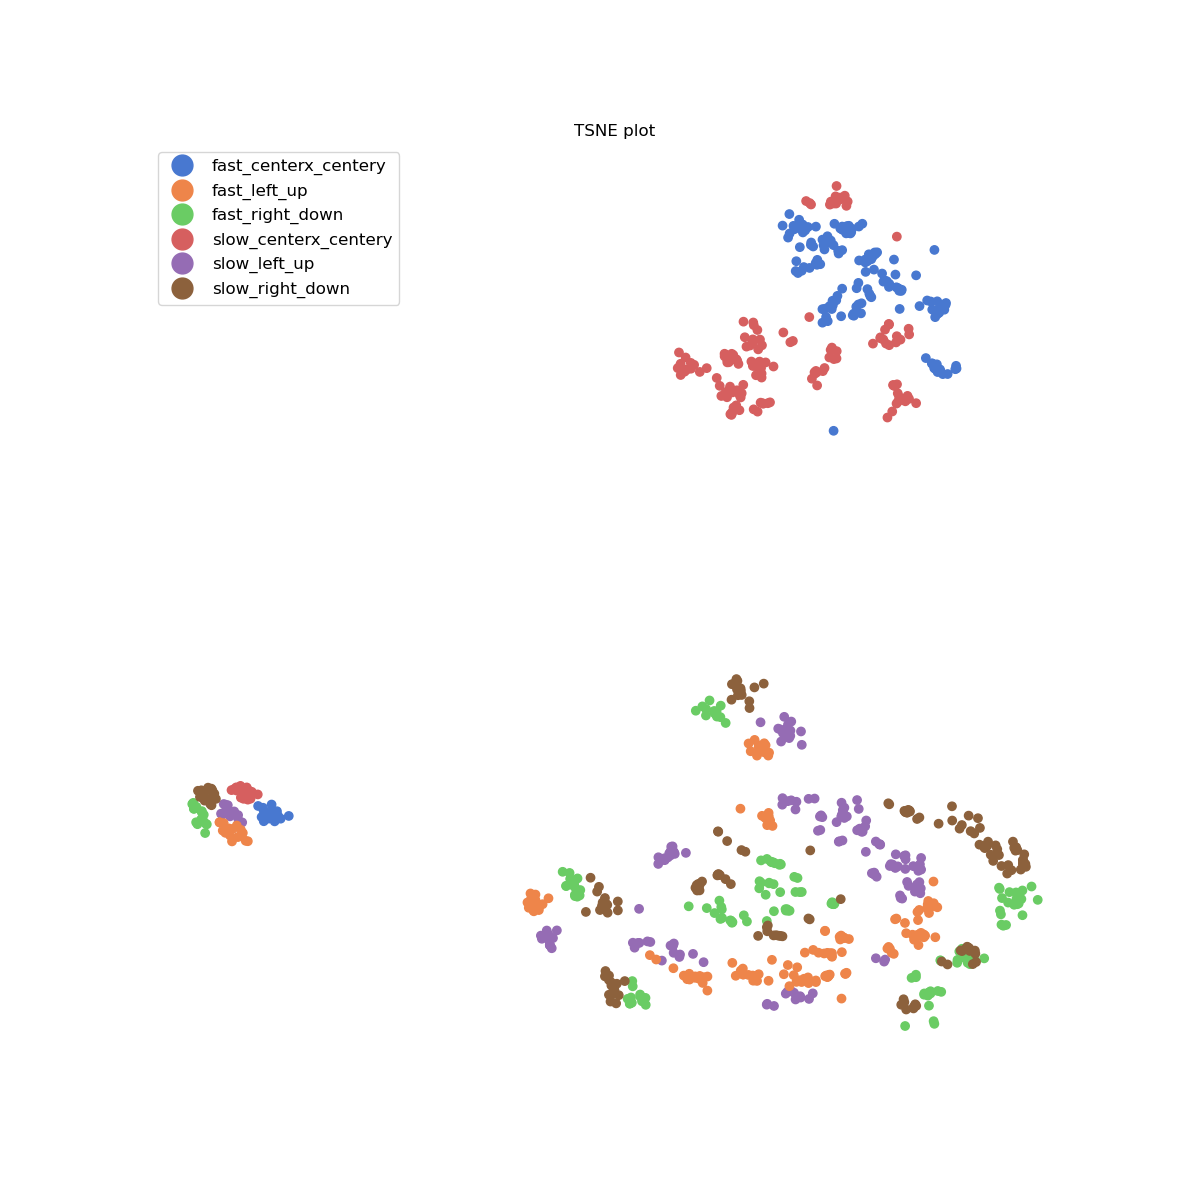 TSNE plot
fast_centerx_centery
fast_left_up
fast_right_down
slow_centerx_centery
slow_left_up
slow_right_down